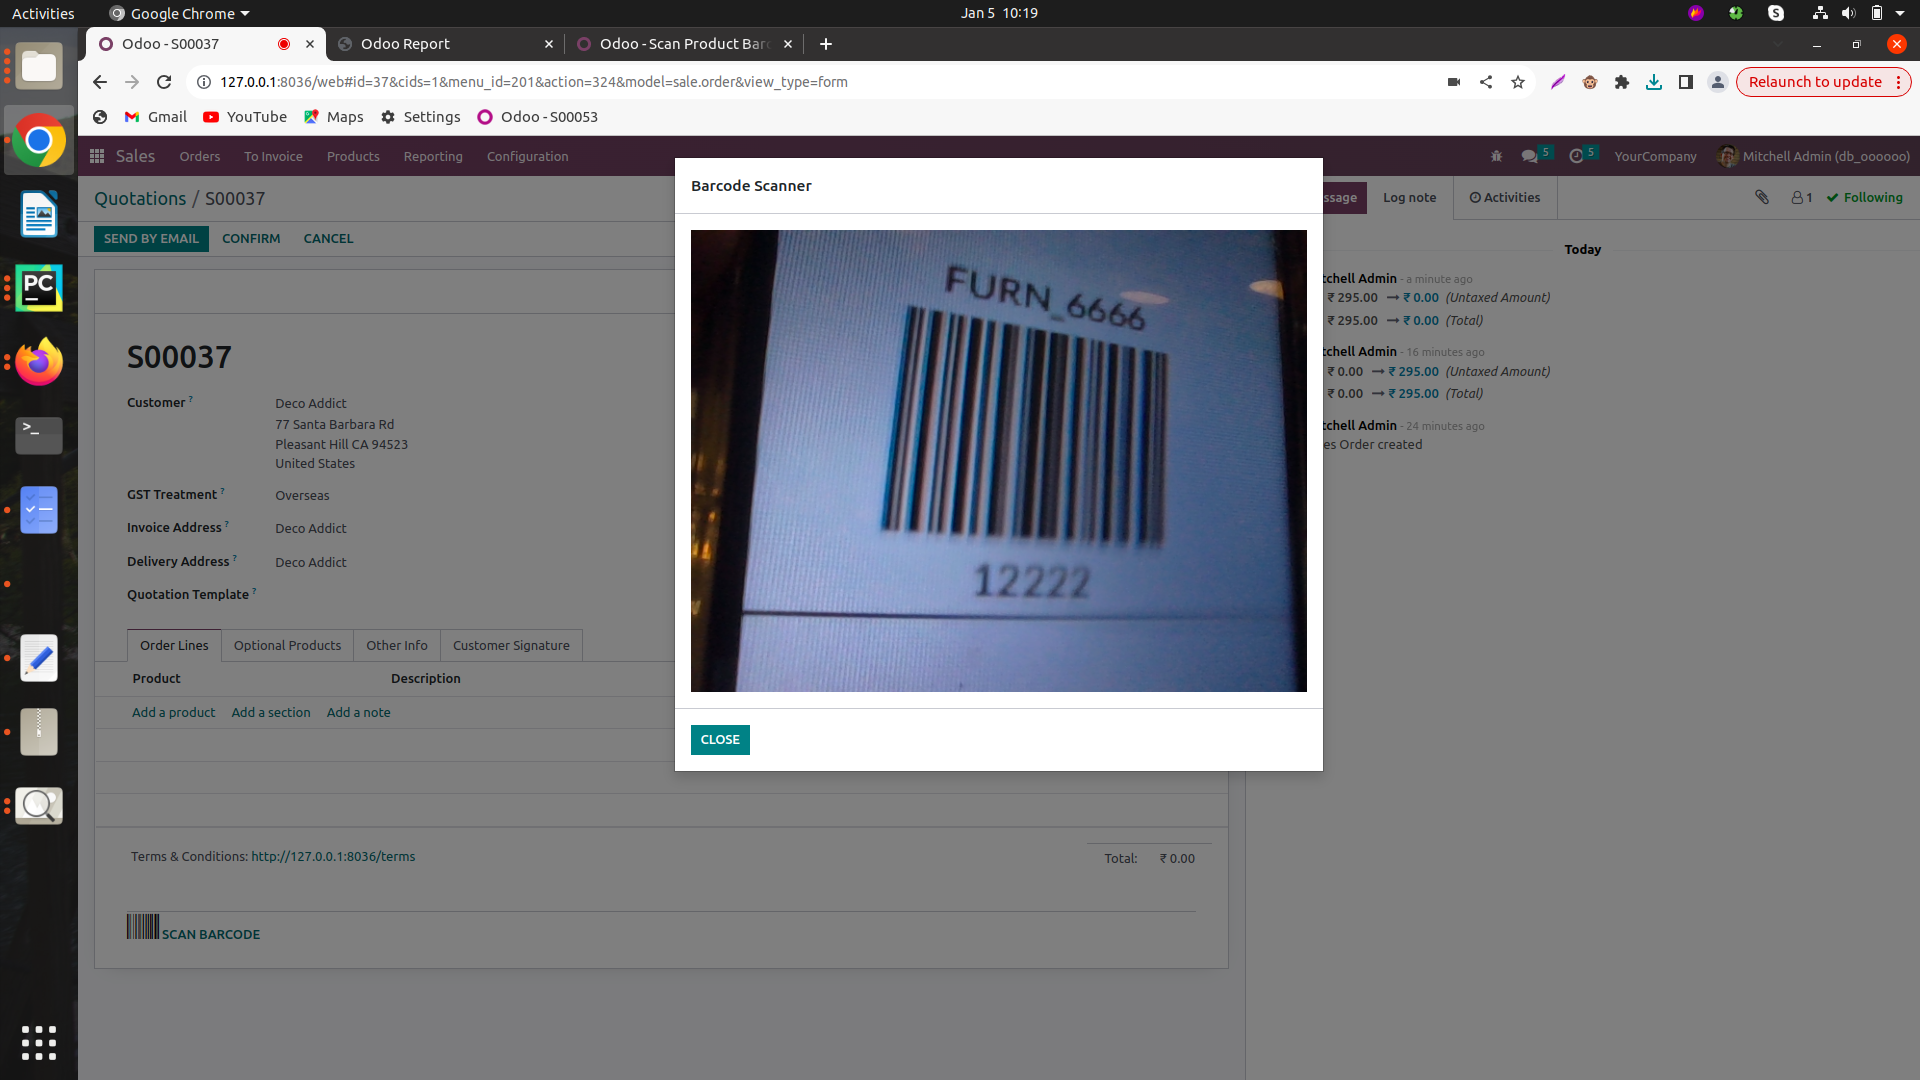 Activities
Google Chrome
Jan 5 10:19
Odoo - S00037
Odoo Report
Odoo - Scan Product Barc
127.0.0.1:8036/web#id=37&cids=1&menu_id=201&action=324&model=sale.order&view_type=form
Relaunch to update
Gmail
YouTube
Maps
Settings
Odoo - S00053
Sales
Orders
To Invoice
Products
Reporting
Configuration
5
5
YourCompany
Mitchell Admin (db_oooooo)
Quotations / S00037
SEND BY EMAIL
CONFIRM
CANCEL
S00037
Customer ?
Deco Addict
77 Santa Barbara Rd
Pleasant Hill CA 94523
United States
GST Treatment ?
Overseas
Invoice Address ?
Deco Addict
Delivery Address ?
Deco Addict
Quotation Template ?
Order Lines
Optional Products
Other Info
Customer Signature
Product
Description
Add a product
Add a section
Add a note
Terms & Conditions: http://127.0.0.1:8036/terms
Total: ₹ 0.00
SCAN BARCODE
Barcode Scanner
FURN_6666
12222
CLOSE
ssage
Log note
Activities
1
Following
Today
tchell Admin - a minute ago
₹ 295.00 → ₹ 0.00 (Untaxed Amount)
₹ 295.00 → ₹ 0.00 (Total)
tchell Admin - 16 minutes ago
₹ 0.00 → ₹ 295.00 (Untaxed Amount)
₹ 0.00 → ₹ 295.00 (Total)
tchell Admin - 24 minutes ago
es Order created